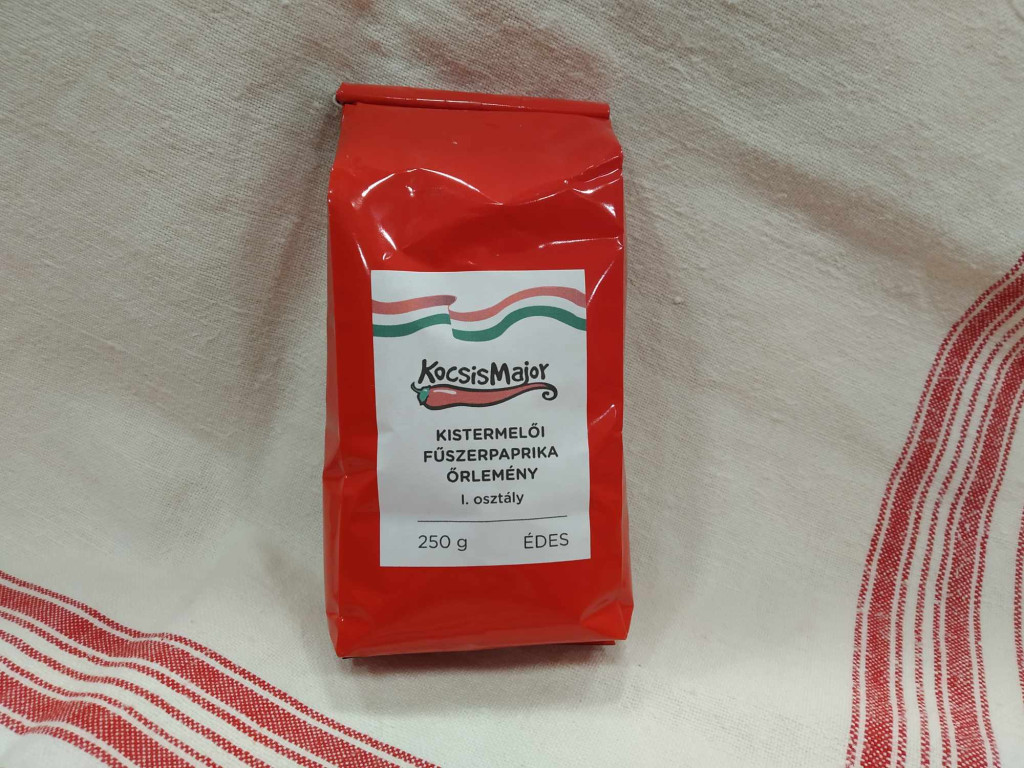 KocsisMajor
KISTERMELŐI
FŰSZERPAPRIKA
ŐRLEMÉNY
I. osztály
250 g ÉDES